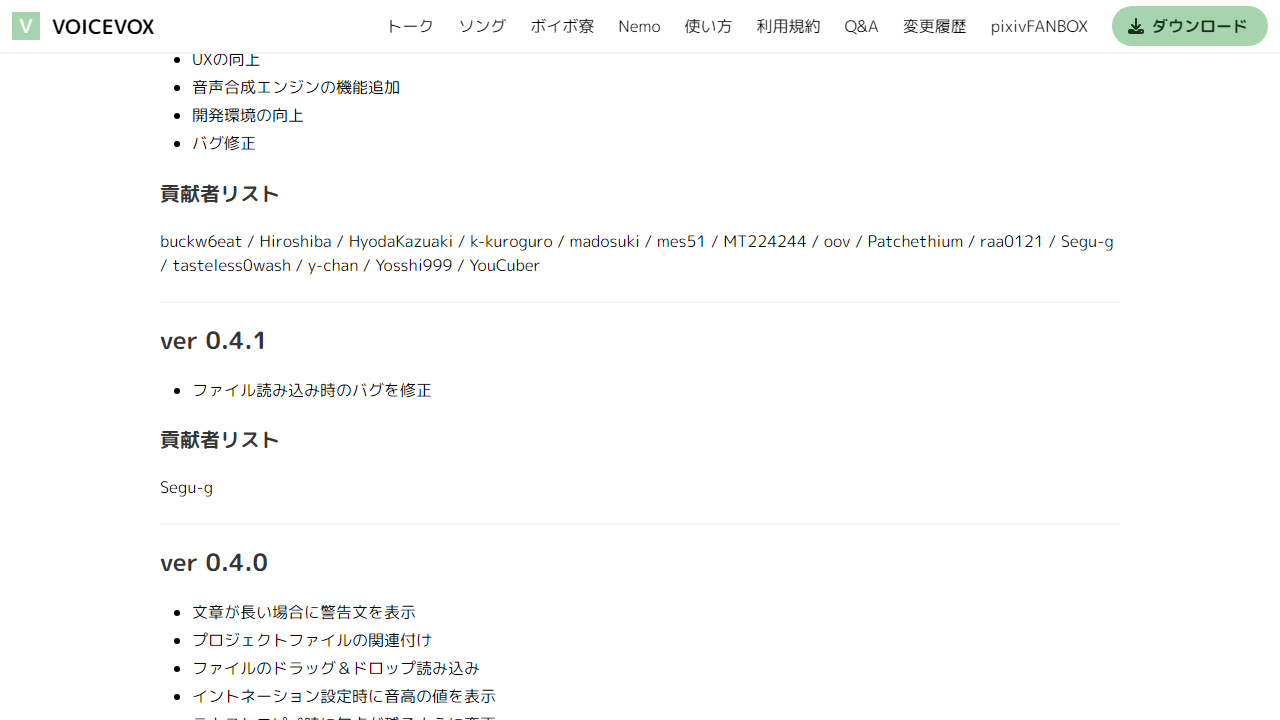 V VOICEVOX トーク ソング ボイボ寮 Nemo 使い方 利用規約 Q&A 変更履歴 pixivFANBOX ダウンロード
UXの向上
音声合成エンジンの機能追加
開発環境の向上
バグ修正
貢献者リスト
buckw6eat / Hiroshiba / HyodaKazuaki / k-kuroguro / madosuki / mes51 / MT224244 / oov / Patchethium / raa0121 / Segu-g
/ tasteless0wash / y-chan / Yosshi999 / YouCuber
ver 0.4.1
ファイル読み込み時のバグを修正
貢献者リスト
Segu-g
ver 0.4.0
文章が長い場合に警告文を表示
プロジェクトファイルの関連付け
ファイルのドラッグ＆ドロップ読み込み
イントネーション設定時に音高の値を表示